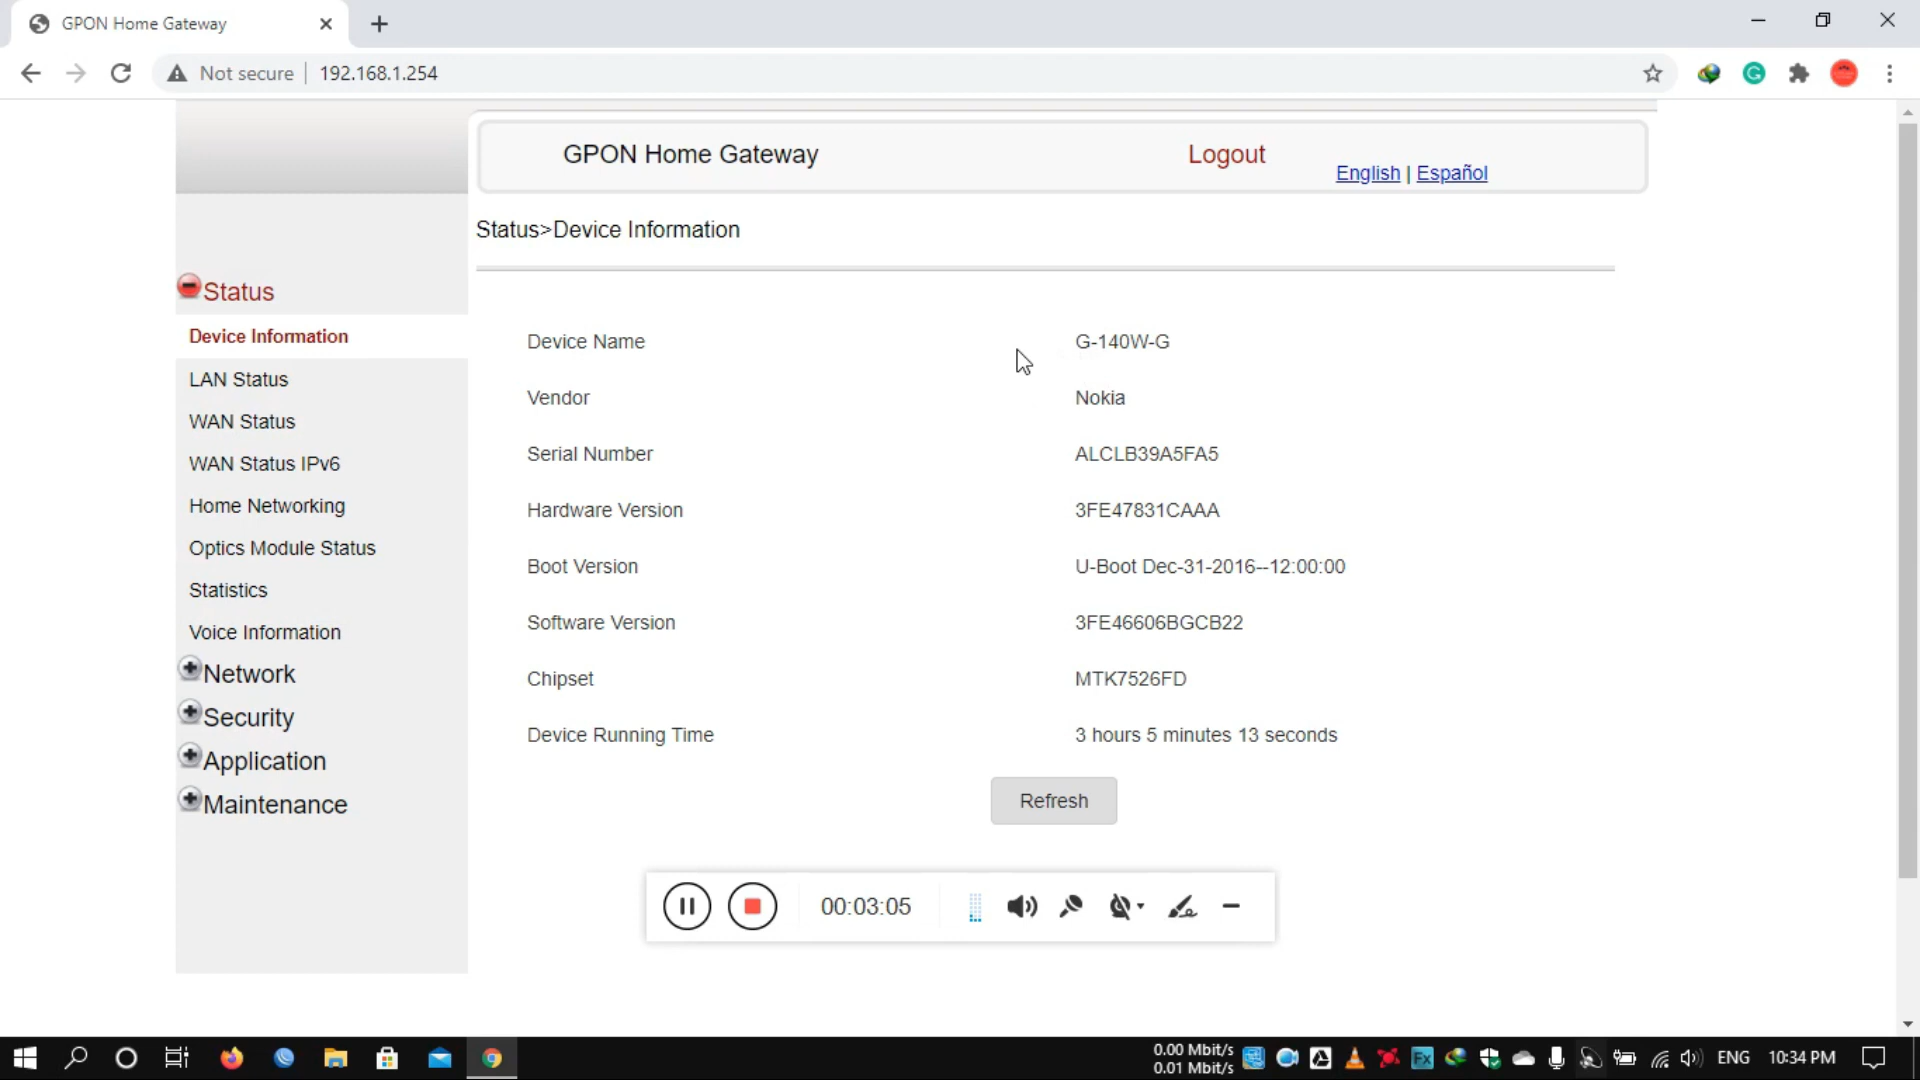 GPON Home Gateway
Not secure 192.168.1.254
GPON Home Gateway
Logout
English | Español
Status>Device Information
Status
Device Information
LAN Status
WAN Status
WAN Status IPv6
Home Networking
Optics Module Status
Statistics
Voice Information
Network
Security
Application
Maintenance
Device Name G-140W-G
Vendor Nokia
Serial Number ALCLB39A5FA5
Hardware Version 3FE47831CAAA
Boot Version U-Boot Dec-31-2016--12:00:00
Software Version 3FE46606BGCB22
Chipset MTK7526FD
Device Running Time 3 hours 5 minutes 13 seconds
Refresh
00:03:05
0.00 Mbit/s
0.01 Mbit/s
Fx
ENG 10:34 PM